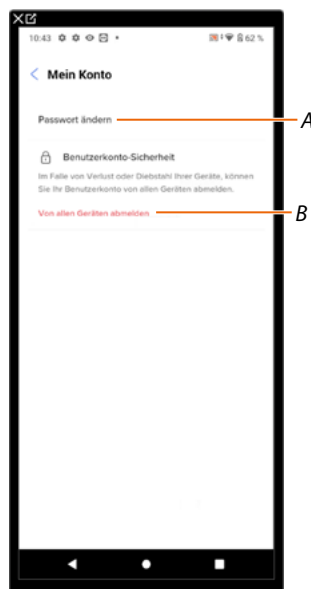 10:43
62 %
Mein Konto
Passwort ändern
A
Benutzerkonto-Sicherheit
Im Falle von Verlust oder Diebstahl Ihrer Geräte, können
Sie Ihr Benutzerkonto von allen Geräten abmelden.
Von allen Geräten abmelden
B